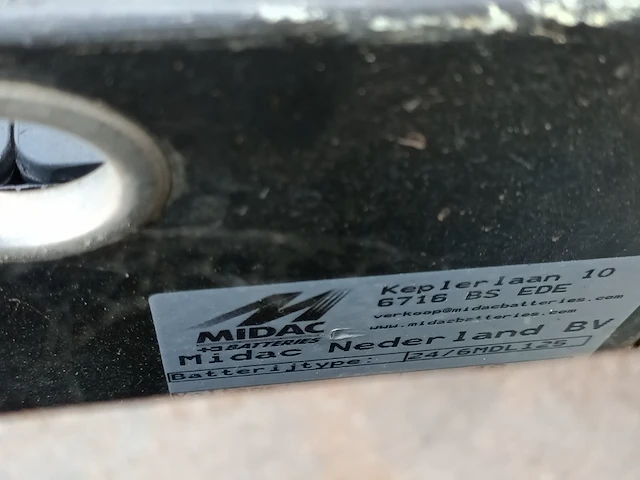 Keplerlaan 10
6716 BS EDE
verkoop@midacbatteries.com
www.midacbatteries.com
MIDAC
BATTERIES
Midac Nederland BV
Batterijtype: 24/6MDL125